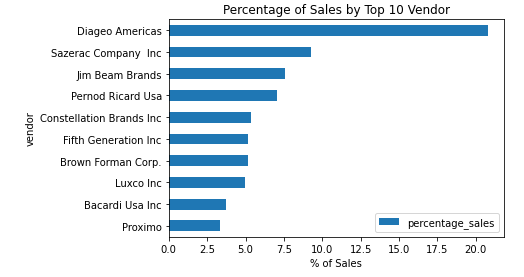 Percentage of Sales by Top 10 Vendor
Diageo Americas
Sazerac Company  Inc
Jim Beam Brands
Pernod Ricard Usa
Constellation Brands Inc
Fifth Generation Inc
Brown Forman Corp.
Luxco Inc
Bacardi Usa Inc
Proximo
vendor
percentage_sales
0.0 2.5 5.0 7.5 10.0 12.5 15.0 17.5 20.0
% of Sales